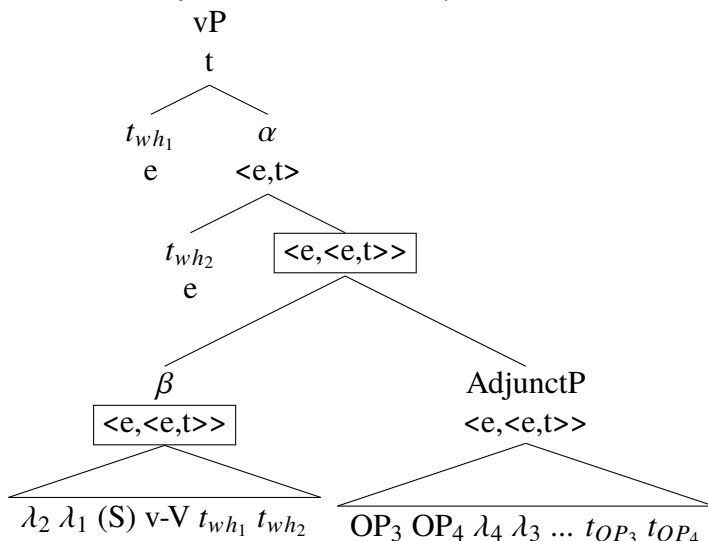 vP
t
t_{wh_1} α
e <e,t>
t_{wh_2} <e,<e,t>>
e
β AdjunctP
<e,<e,t>> <e,<e,t>>
λ_2 λ_1 (S) v-V t_{wh_1} t_{wh_2} OP_3 OP_4 λ_4 λ_3 ... t_{OP_3} t_{OP_4}